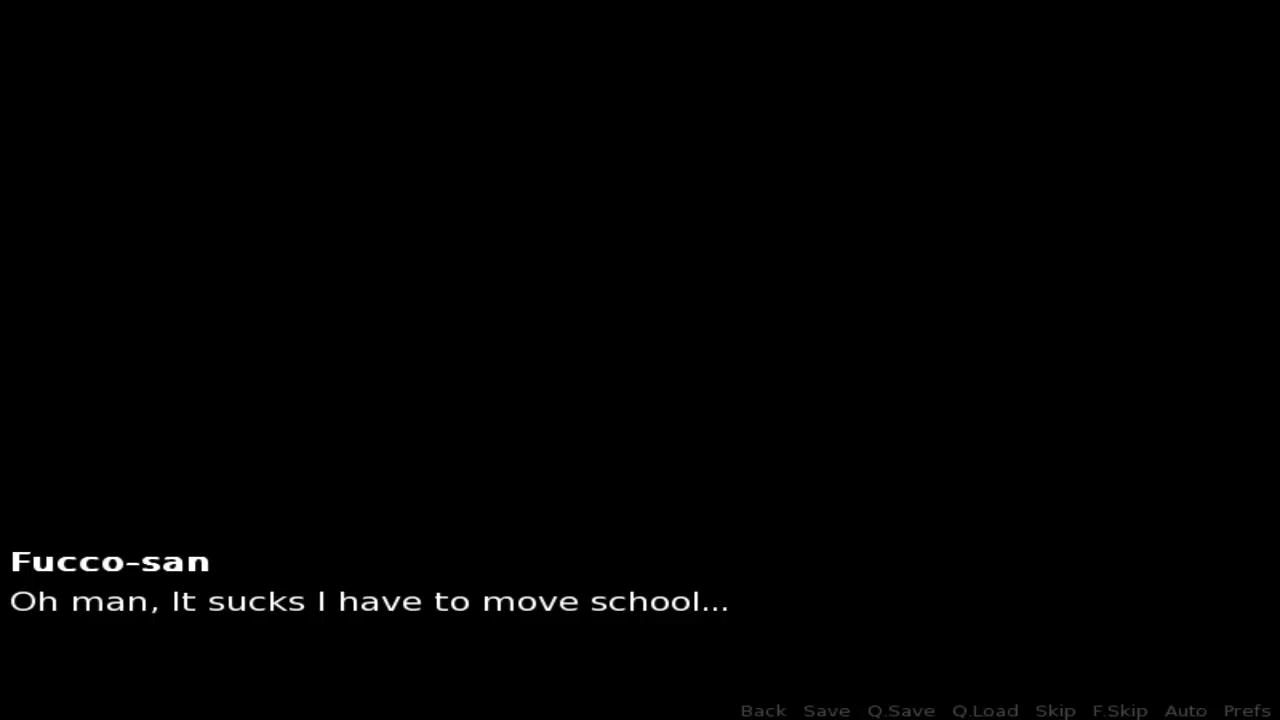 Fucco-san
Oh man, It sucks I have to move school...
Back Save Q.Save Q.Load Skip F.Skip Auto Prefs